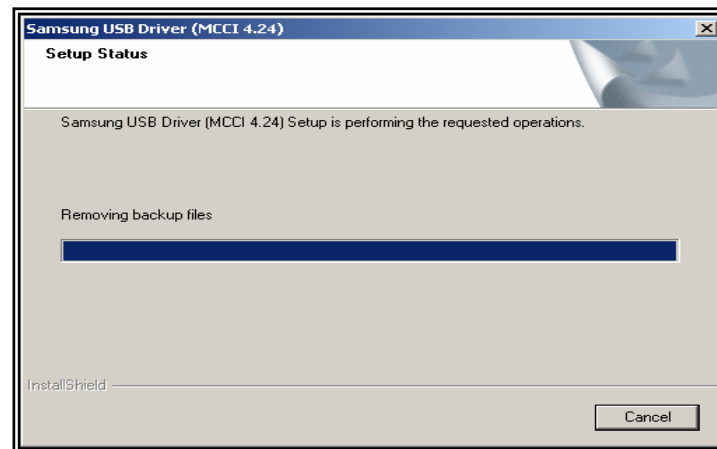 Samsung USB Driver (MCCI 4.24)
Setup Status
Samsung USB Driver (MCCI 4.24) Setup is performing the requested operations.
Removing backup files
InstallShield
Cancel